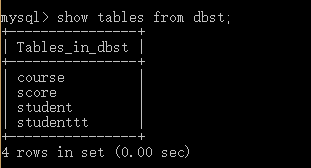 mysql> show tables from dbst;
+----------------+
| Tables_in_dbst |
+----------------+
| course         |
| score          |
| student        |
| studenttt      |
+----------------+
4 rows in set (0.00 sec)